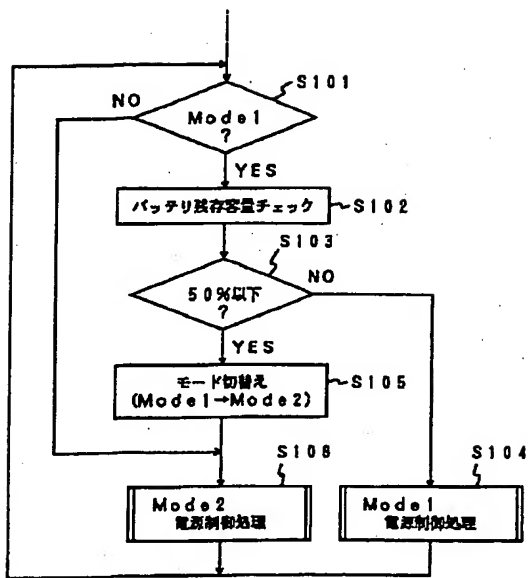 S101
NO
Mode1
?
YES
バッテリ残存容量チェック
S102
S103
NO
50%以下
?
YES
モード切替え
(Mode1→Mode2)
S105
S106
S104
Mode2
電源制御処理
Mode1
電源制御処理